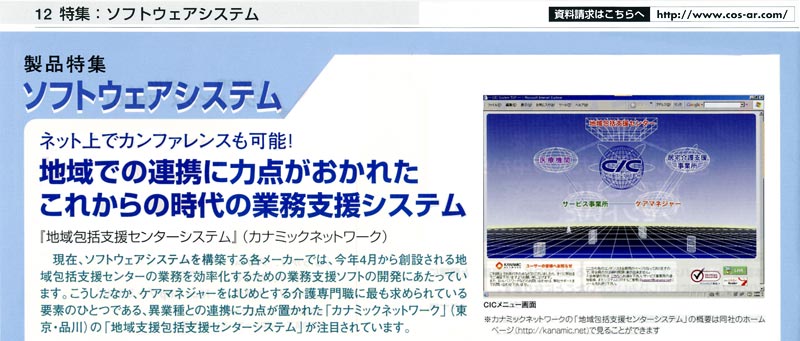 12 特集：ソフトウェアシステム
資料請求はこちらへ http://www.cos-ar.com/
製品特集
ソフトウェアシステム
ネット上でカンファレンスも可能！
地域での連携に力点がおかれた
これからの時代の業務支援システム
『地域包括支援センターシステム』（カナミックネットワーク）
現在、ソフトウェアシステムを構築する各メーカーでは、今年4月から創設される地
域包括支援センターの業務を効率化するための業務支援ソフトの開発にあたってい
ます。こうしたなか、ケアマネジャーをはじめとする介護専門職に最も求められている
要素のひとつである、異業種との連携に力点が置かれた「カナミックネットワーク」（東
京・品川）の「地域支援包括支援センターシステム」が注目されています。
地域包括支援センター
医療機関
CIC
居宅介護支援
事業所
サービス事業所
ケアマネジャー
KANAMIC
CICメニュー画面
※カナミックネットワークの「地域包括支援センターシステム」の概要は同社のホーム
ページ（http://kanamic.net）で見ることができます